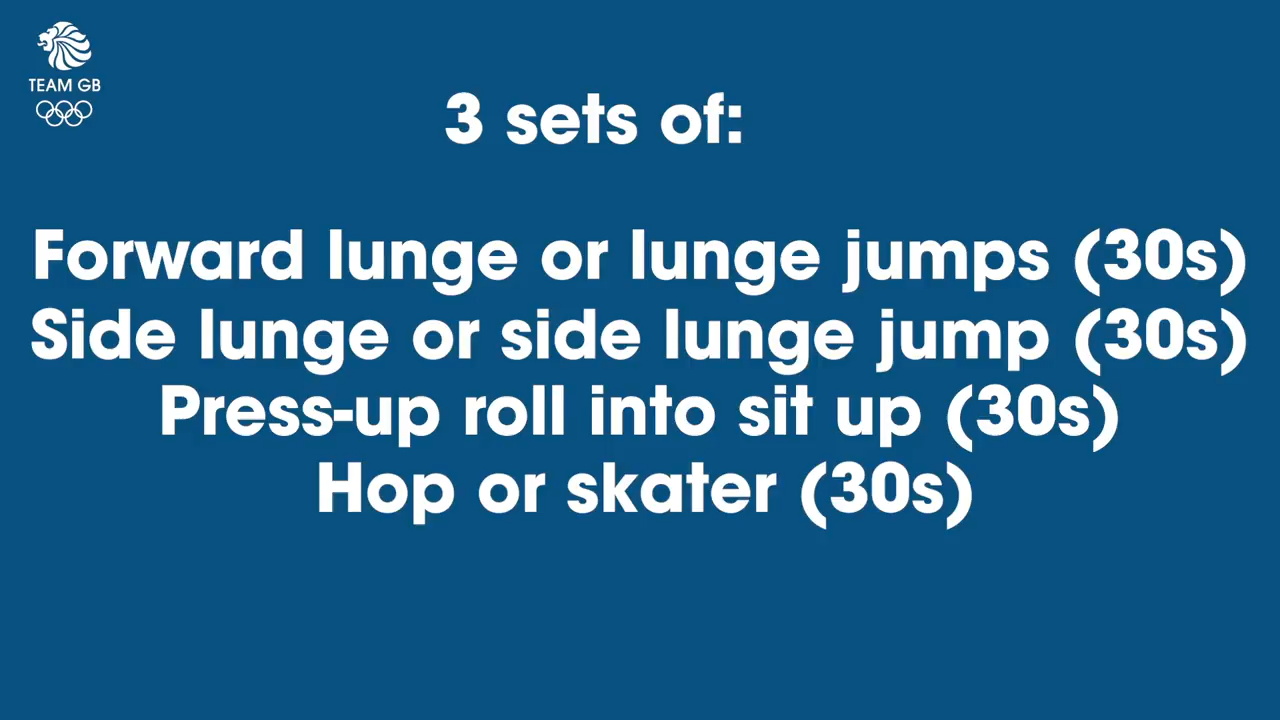 TEAM GB
3 sets of:
Forward lunge or lunge jumps (30s)
Side lunge or side lunge jump (30s)
Press-up roll into sit up (30s)
Hop or skater (30s)